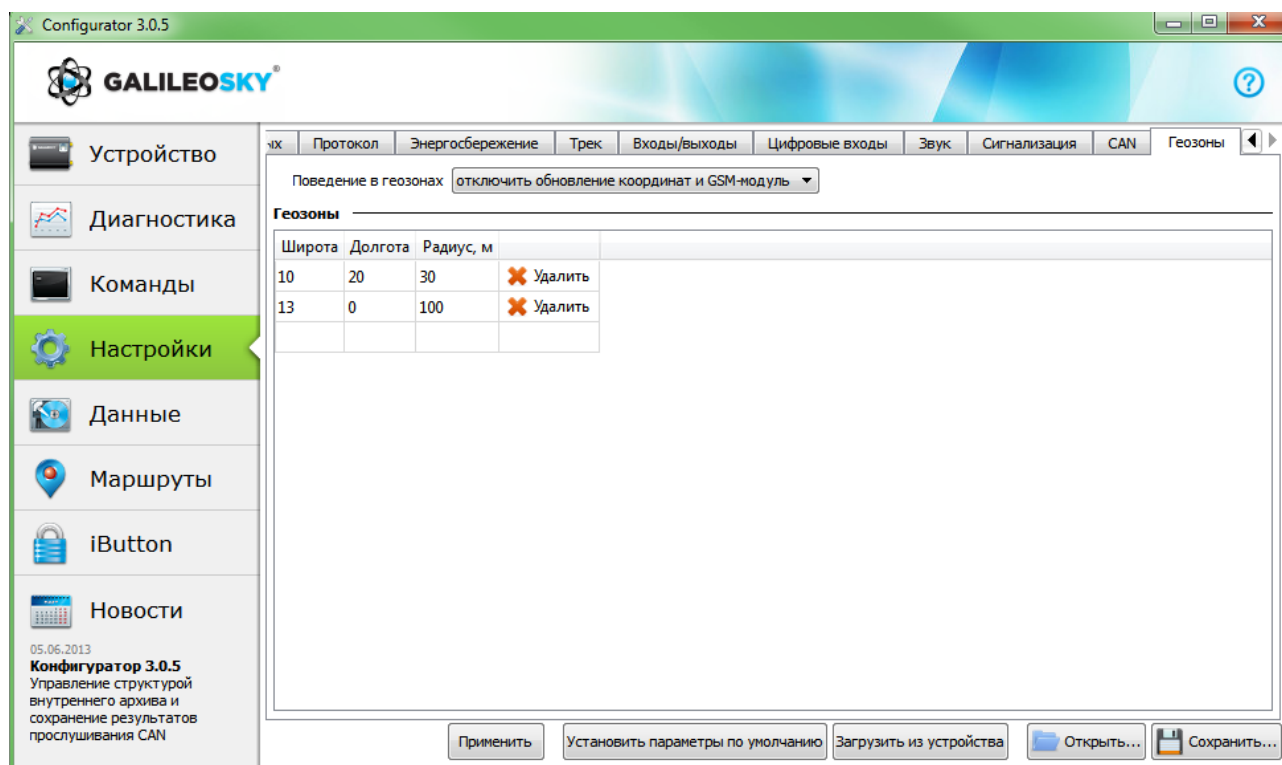 Configurator 3.0.5
GALILEOSKY®
Устройство
Диагностика
Команды
Настройки
Данные
Маршруты
iButton
Новости
05.06.2013
Конфигуратор 3.0.5
Управление структурой
внутреннего архива и
сохранение результатов
прослушивания CAN
ых Протокол Энергосбережение Трек Входы/выходы Цифровые входы Звук Сигнализация CAN Геозоны
Поведение в геозонах отключить обновление координат и GSM-модуль
Геозоны
Широта Долгота Радиус, м
10 20 30 Удалить
13 0 100 Удалить
Применить Установить параметры по умолчанию Загрузить из устройства Открыть... Сохранить...